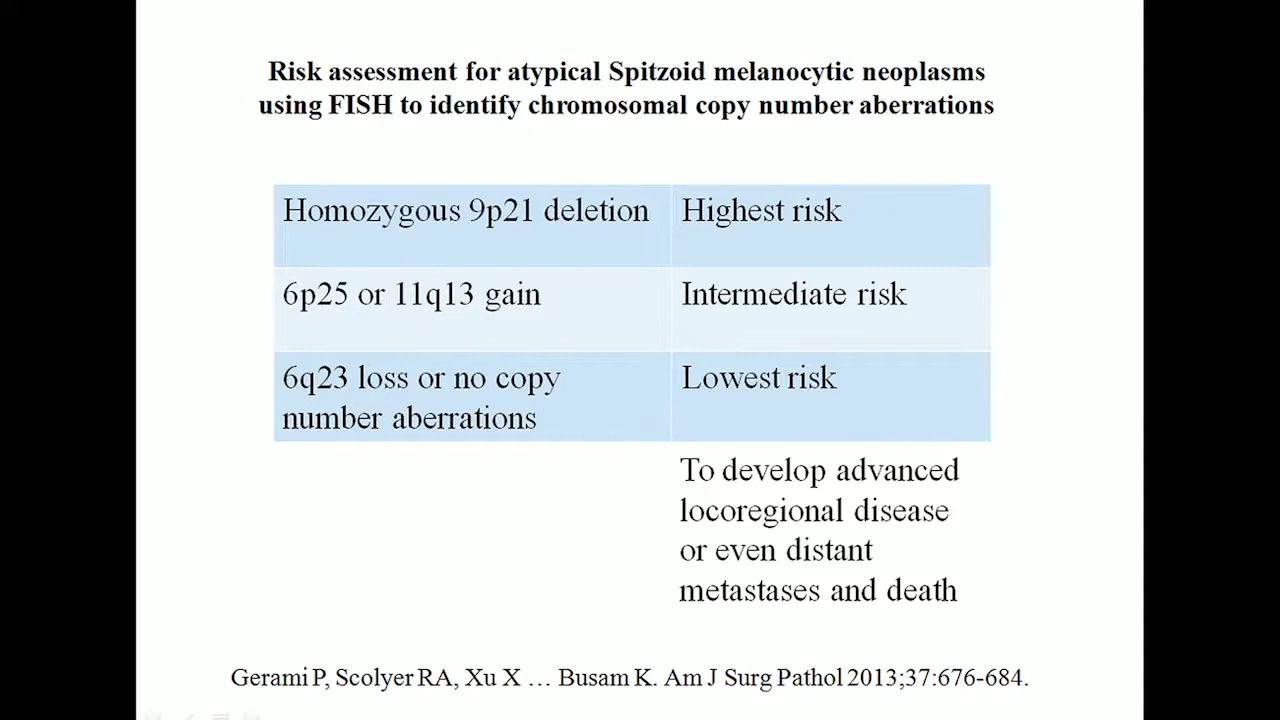 Risk assessment for atypical Spitzoid melanocytic neoplasms
using FISH to identify chromosomal copy number aberrations
Homozygous 9p21 deletion
Highest risk
6p25 or 11q13 gain
Intermediate risk
6q23 loss or no copy
number aberrations
Lowest risk
To develop advanced
locoregional disease
or even distant
metastases and death
Gerami P, Scolyer RA, Xu X … Busam K. Am J Surg Pathol 2013;37:676-684.